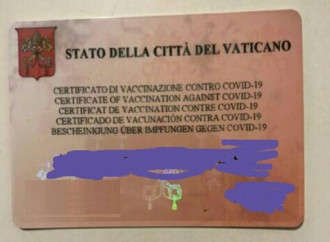 STATO DELLA CITTÀ DEL VATICANO
CERTIFICATO DI VACCINAZIONE CONTRO COVID-19
CERTIFICATE OF VACCINATION AGAINST COVID-19
CERTIFICAT DE VACCINATION CONTRE COVID-19
CERTIFICADO DE VACUNACIÓN CONTRA COVID-19
BESCHEINIGUNG ÜBER IMPFUNGEN GEGEN COVID-19